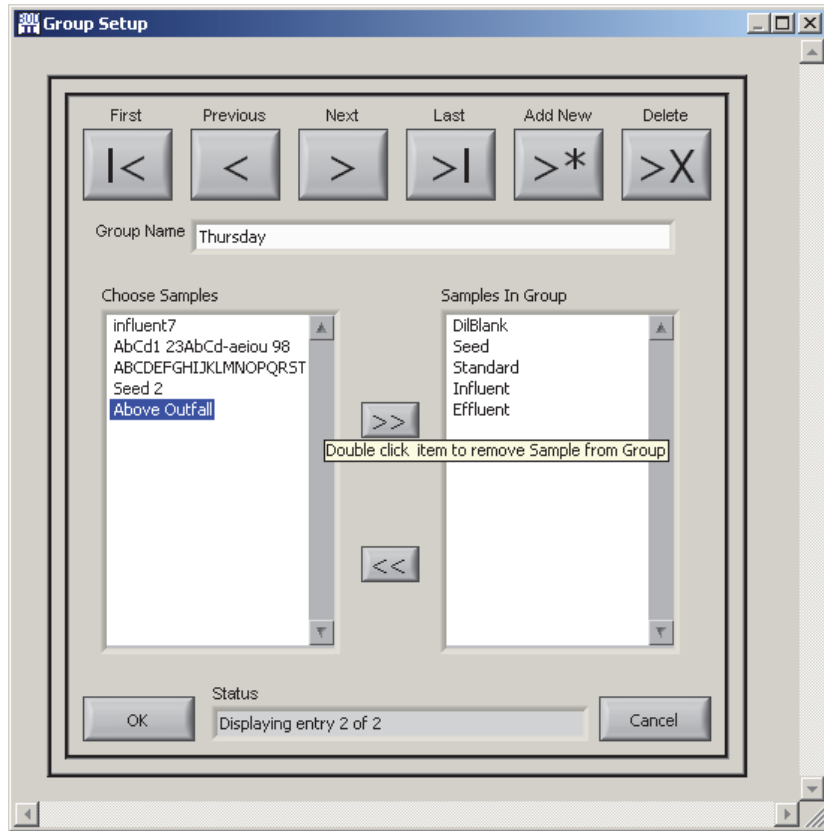 Group Setup
First Previous Next Last Add New Delete
|< < > >| >* >X
Group Name Thursday
Choose Samples
influent7
AbCd1 23AbCd-aeiou 98
ABCDEFGHIJKLMNOPQRST
Seed 2
Above Outfall
>>
<<
Samples In Group
DilBlank
Seed
Standard
Influent
Effluent
Double click item to remove Sample from Group
Status
OK Displaying entry 2 of 2 Cancel